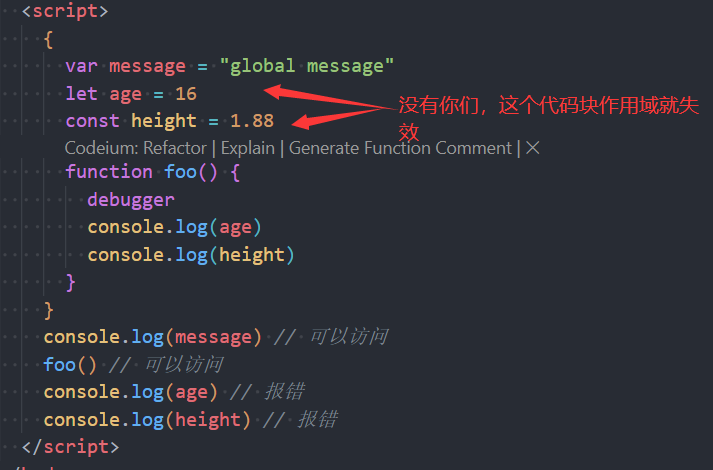 <script>
{
var message = "global message"
let age = 16
没有你们，这个代码块作用域就失
效
const height = 1.88
Codeium: Refactor | Explain | Generate Function Comment | ×
function foo() {
debugger
console.log(age)
console.log(height)
}
}
console.log(message) // 可以访问
foo() // 可以访问
console.log(age) // 报错
console.log(height) // 报错
</script>